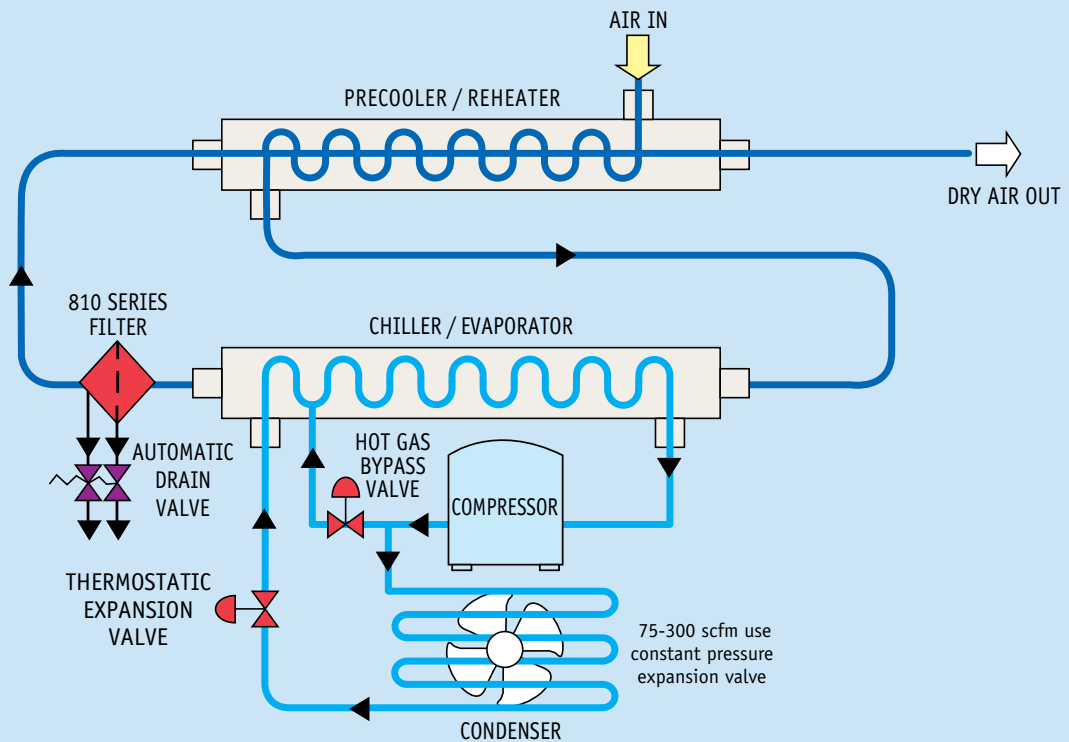 AIR IN
PRECOOLER / REHEATER
DRY AIR OUT
810 SERIES
FILTER
CHILLER / EVAPORATOR
AUTOMATIC
DRAIN
VALVE
HOT GAS
BYPASS
VALVE
COMPRESSOR
THERMOSTATIC
EXPANSION
VALVE
75-300 scfm use
constant pressure
expansion valve
CONDENSER